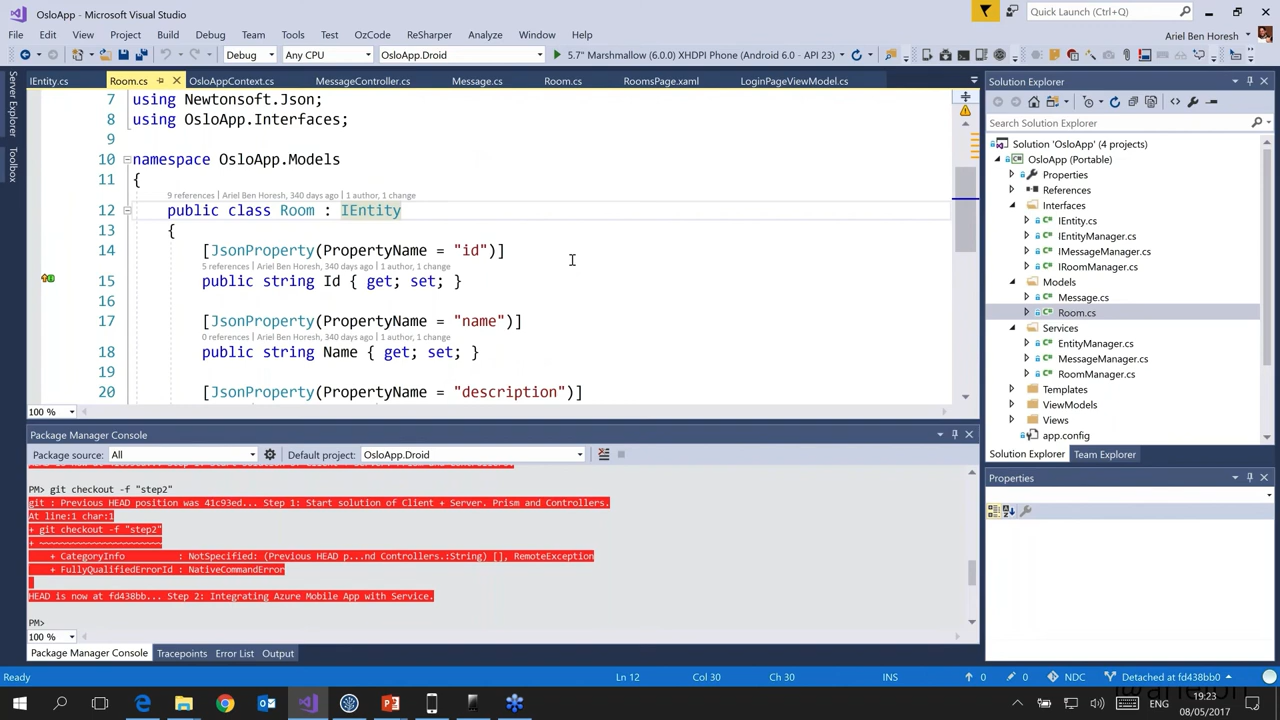 OsloApp - Microsoft Visual Studio
Quick Launch (Ctrl+Q)
File Edit View Project Build Debug Team Tools Test OzCode ReSharper Analyze Window Help
Ariel Ben Horesh
Debug Any CPU OsloApp.Droid 5.7" Marshmallow (6.0.0) XHDPI Phone (Android 6.0 - API 23)
Server Explorer
Toolbox
IEntity.cs Room.cs OsloAppContext.cs MessageController.cs Message.cs Room.cs RoomsPage.xaml LoginPageViewModel.cs
7 using Newtonsoft.Json;
8 using OsloApp.Interfaces;
9
10 namespace OsloApp.Models
11 {
9 references | Ariel Ben Horesh, 340 days ago | 1 author, 1 change
12 public class Room : IEntity
13 {
14 [JsonProperty(PropertyName = "id")]
5 references | Ariel Ben Horesh, 340 days ago | 1 author, 1 change
15 public string Id { get; set; }
16
17 [JsonProperty(PropertyName = "name")]
0 references | Ariel Ben Horesh, 340 days ago | 1 author, 1 change
18 public string Name { get; set; }
19
20 [JsonProperty(PropertyName = "description")]
100 %
Package Manager Console
Package source: All Default project: OsloApp.Droid
PM> git checkout -f "step2"
git : Previous HEAD position was 41c93ed... Step 1: Start solution of Client + Server. Prism and Controllers.
At line:1 char:1
+ git checkout -f "step2"
+ ~~~~~~~~~~~~~~~~~~~~~~~
+ CategoryInfo : NotSpecified: (Previous HEAD p...nd Controllers.:String) [], RemoteException
+ FullyQualifiedErrorId : NativeCommandError
HEAD is now at fd438bb... Step 2: Integrating Azure Mobile App with Service.
PM>
100 %
Package Manager Console Tracepoints Error List Output
Solution Explorer
Search Solution Explorer
Solution 'OsloApp' (4 projects)
OsloApp (Portable)
Properties
References
Interfaces
IEntity.cs
IEntityManager.cs
IMessageManager.cs
IRoomManager.cs
Models
Message.cs
Room.cs
Services
EntityManager.cs
MessageManager.cs
RoomManager.cs
Templates
ViewModels
Views
app.config
Solution Explorer Team Explorer
Properties
Ready Ln 12 Col 30 Ch 30 INS 0 0 NDC Detached at fd438bb0
ENG 19:23
08/05/2017